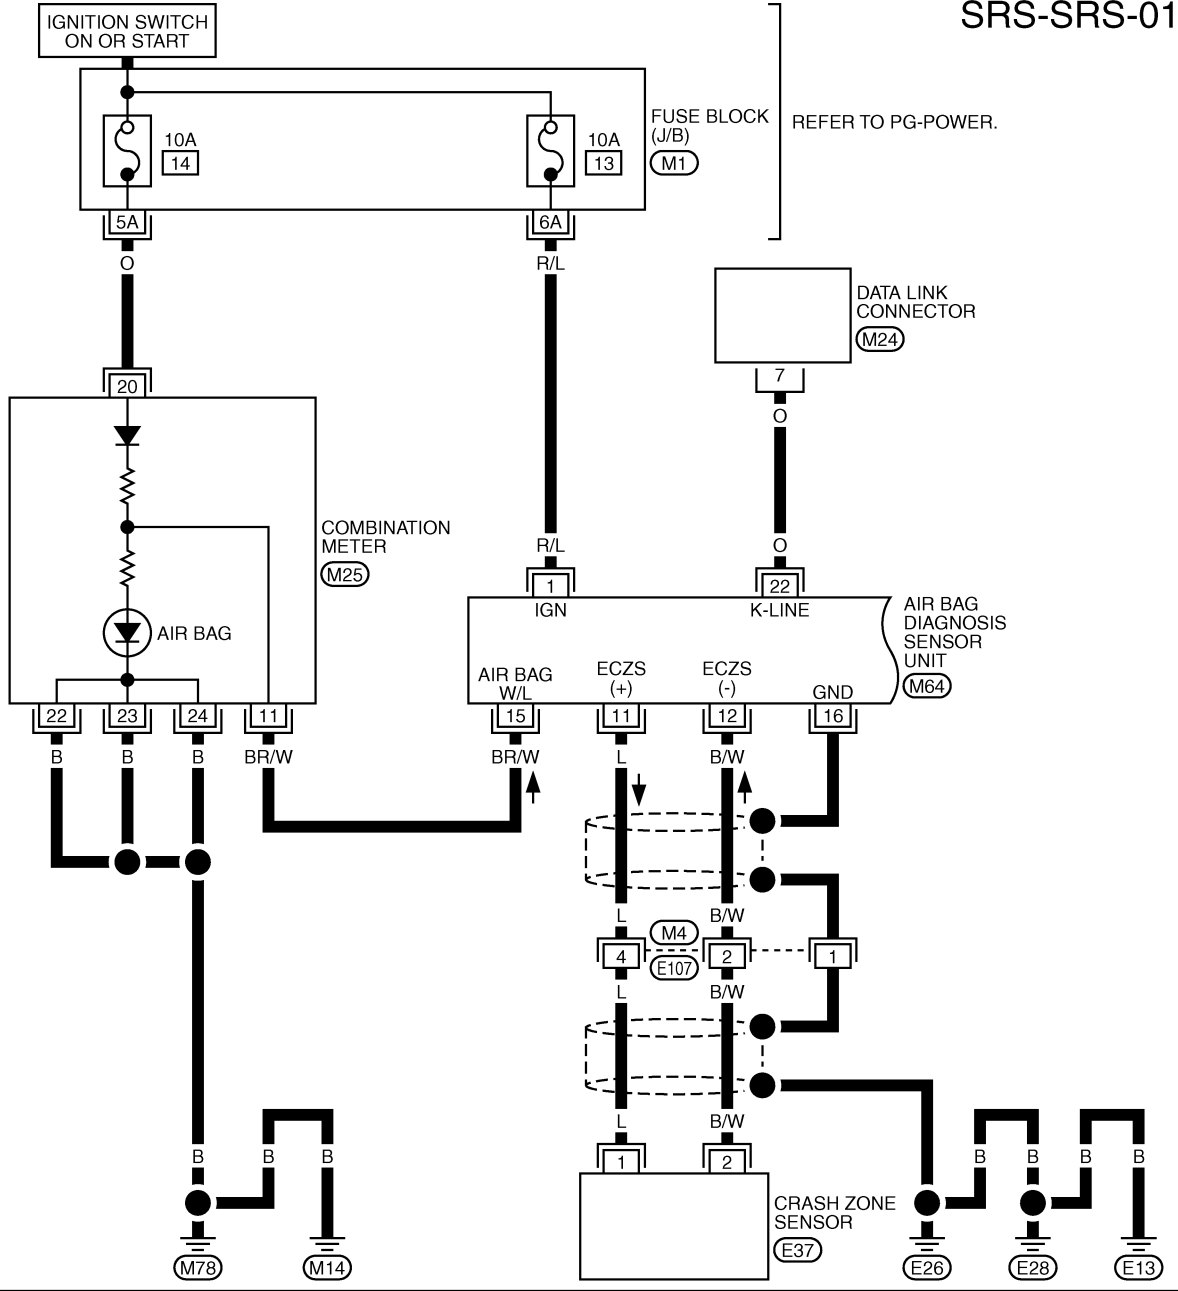 SRS-SRS-01
IGNITION SWITCH
ON OR START
10A
14
10A
13
FUSE BLOCK
(J/B)
M1
REFER TO PG-POWER.
5A
6A
O
R/L
DATA LINK
CONNECTOR
M24
7
O
20
COMBINATION
METER
M25
AIR BAG
R/L
O
1
22
IGN
K-LINE
AIR BAG
DIAGNOSIS
SENSOR
UNIT
M64
AIR BAG
W/L
ECZS
(+)
ECZS
(-)
GND
22
23
24
11
15
11
12
16
B
B
B
BR/W
BR/W
L
B/W
L
B/W
M4
4
2
1
E107
L
B/W
L
B/W
1
2
B
B
B
B
B
B
B
CRASH ZONE
SENSOR
E37
M78
M14
E26
E28
E13